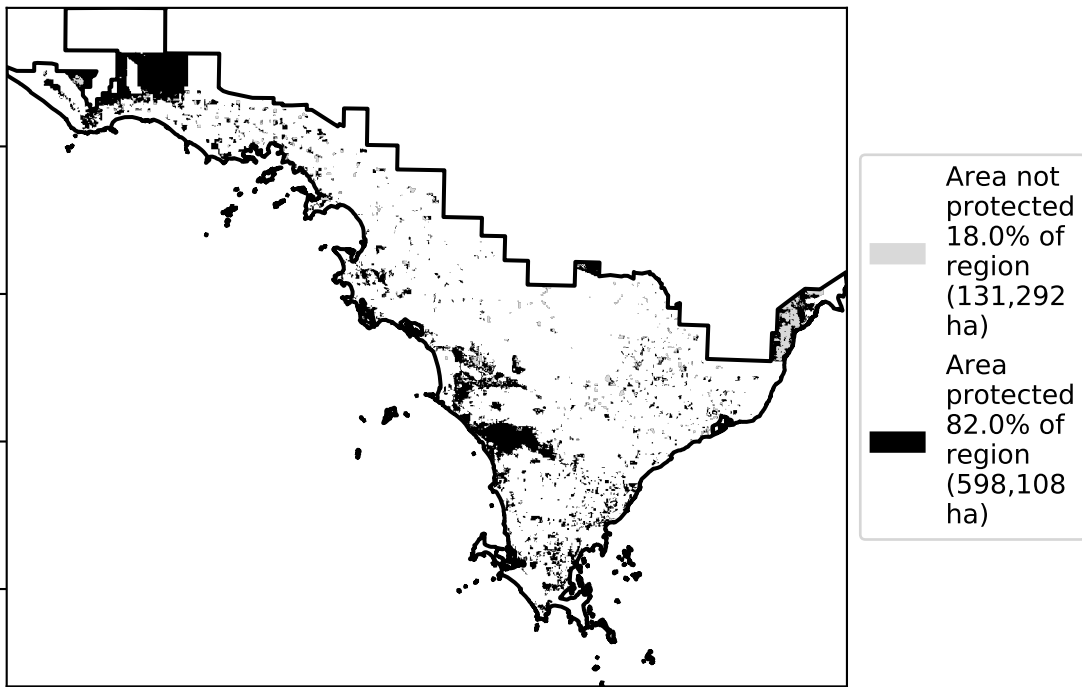 Area not
protected
18.0% of
region
(131,292
ha)
Area
protected
82.0% of
region
(598,108
ha)